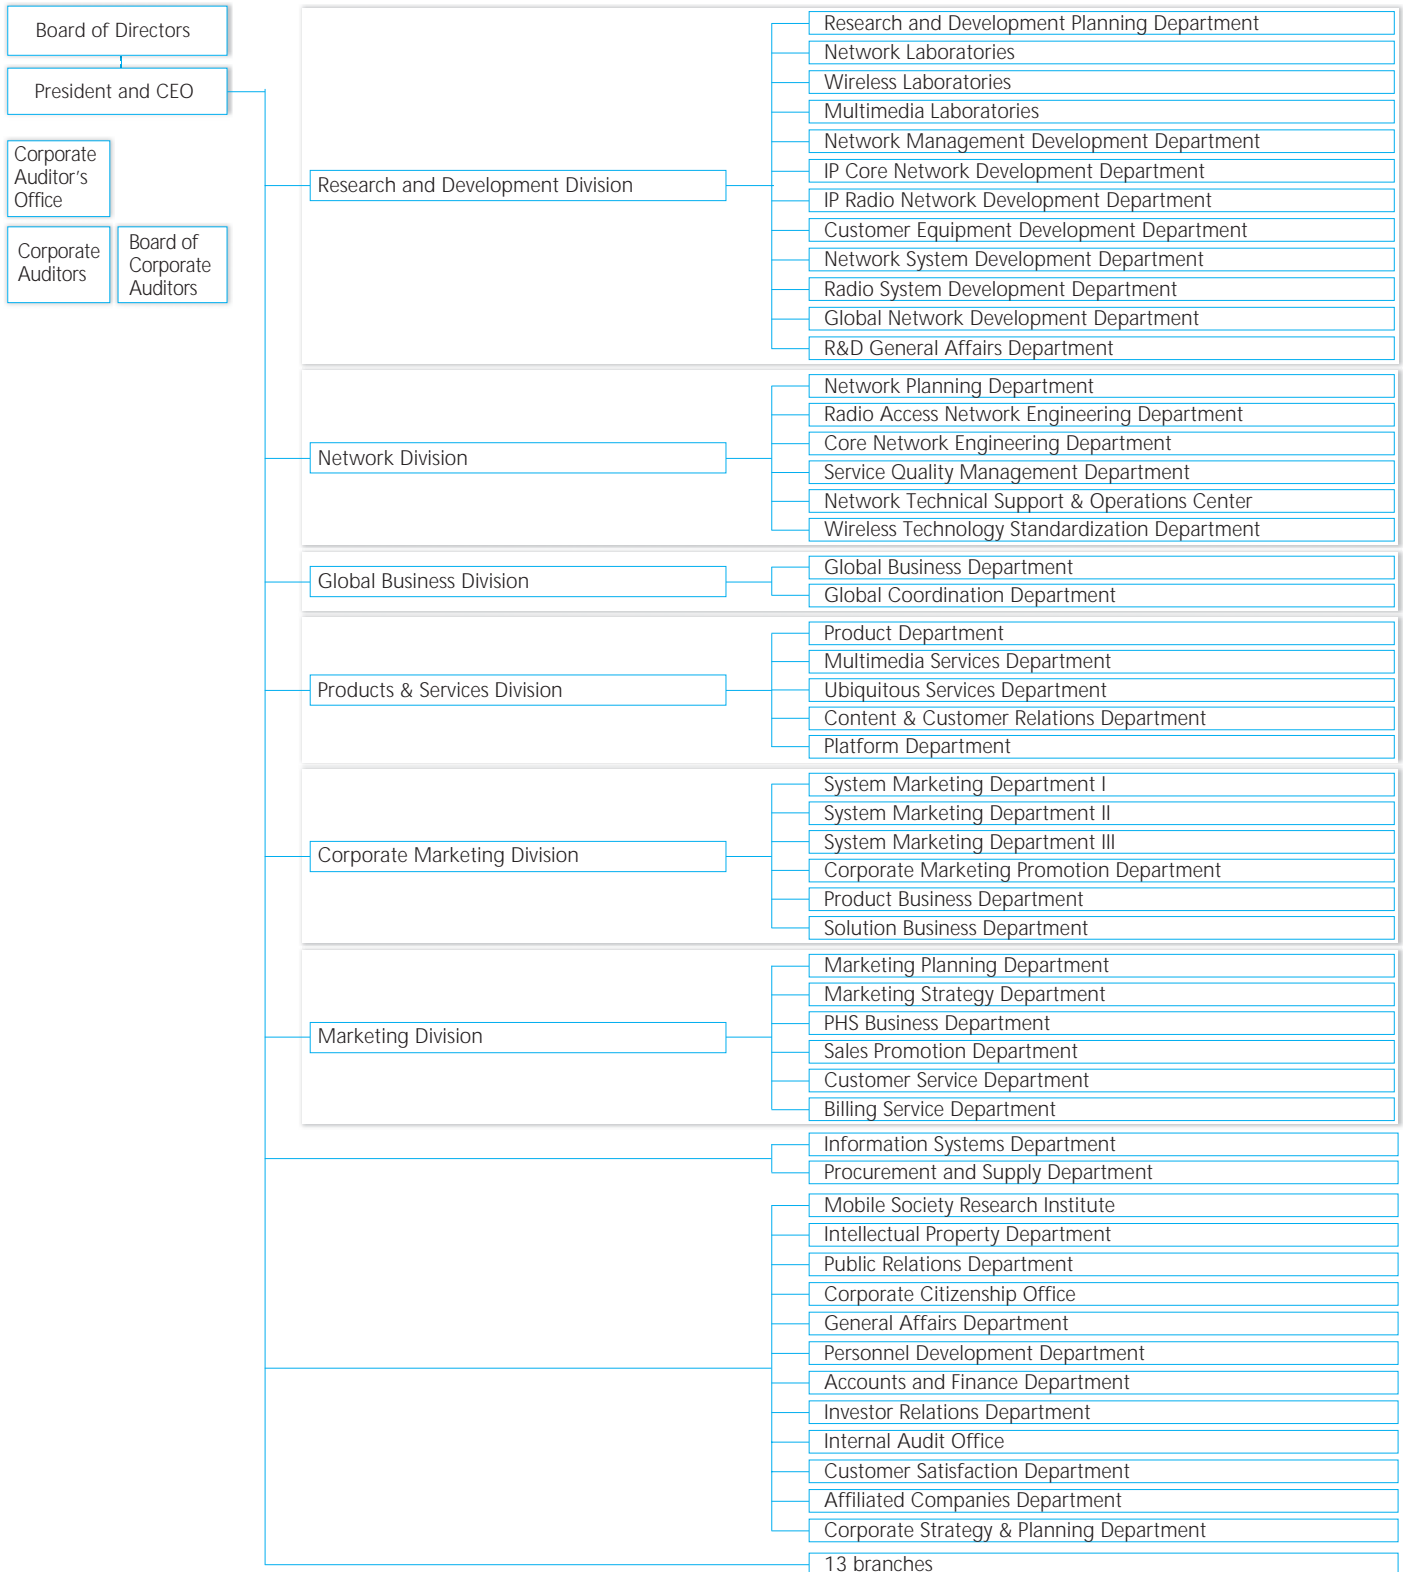 Board of Directors
President and CEO
Corporate
Auditor’s
Office
Corporate
Auditors
Board of
Corporate
Auditors
Research and Development Division
Research and Development Planning Department
Network Laboratories
Wireless Laboratories
Multimedia Laboratories
Network Management Development Department
IP Core Network Development Department
IP Radio Network Development Department
Customer Equipment Development Department
Network System Development Department
Radio System Development Department
Global Network Development Department
R&D General Affairs Department
Network Division
Network Planning Department
Radio Access Network Engineering Department
Core Network Engineering Department
Service Quality Management Department
Network Technical Support & Operations Center
Wireless Technology Standardization Department
Global Business Division
Global Business Department
Global Coordination Department
Products & Services Division
Product Department
Multimedia Services Department
Ubiquitous Services Department
Content & Customer Relations Department
Platform Department
Corporate Marketing Division
System Marketing Department I
System Marketing Department II
System Marketing Department III
Corporate Marketing Promotion Department
Product Business Department
Solution Business Department
Marketing Division
Marketing Planning Department
Marketing Strategy Department
PHS Business Department
Sales Promotion Department
Customer Service Department
Billing Service Department
Information Systems Department
Procurement and Supply Department
Mobile Society Research Institute
Intellectual Property Department
Public Relations Department
Corporate Citizenship Office
General Affairs Department
Personnel Development Department
Accounts and Finance Department
Investor Relations Department
Internal Audit Office
Customer Satisfaction Department
Affiliated Companies Department
Corporate Strategy & Planning Department
13 branches